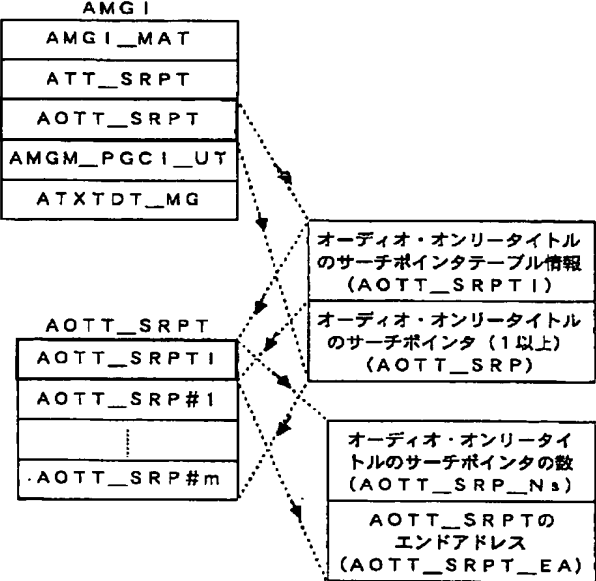 AMGI
AMGI_MAT
ATT_SRPT
AOTT_SRPT
AMGM_PGCI_UT
ATXTDT_MG
オーディオ・オンリータイトル
のサーチポインタテーブル情報
(AOTT_SRPTI)
オーディオ・オンリータイトル
のサーチポインタ(1以上)
(AOTT_SRP)
AOTT_SRPT
AOTT_SRPTI
AOTT_SRP#1
AOTT_SRP#m
オーディオ・オンリータイ
トルのサーチポインタの数
(AOTT_SRP_Ns)
AOTT_SRPTの
エンドアドレス
(AOTT_SRPT_EA)